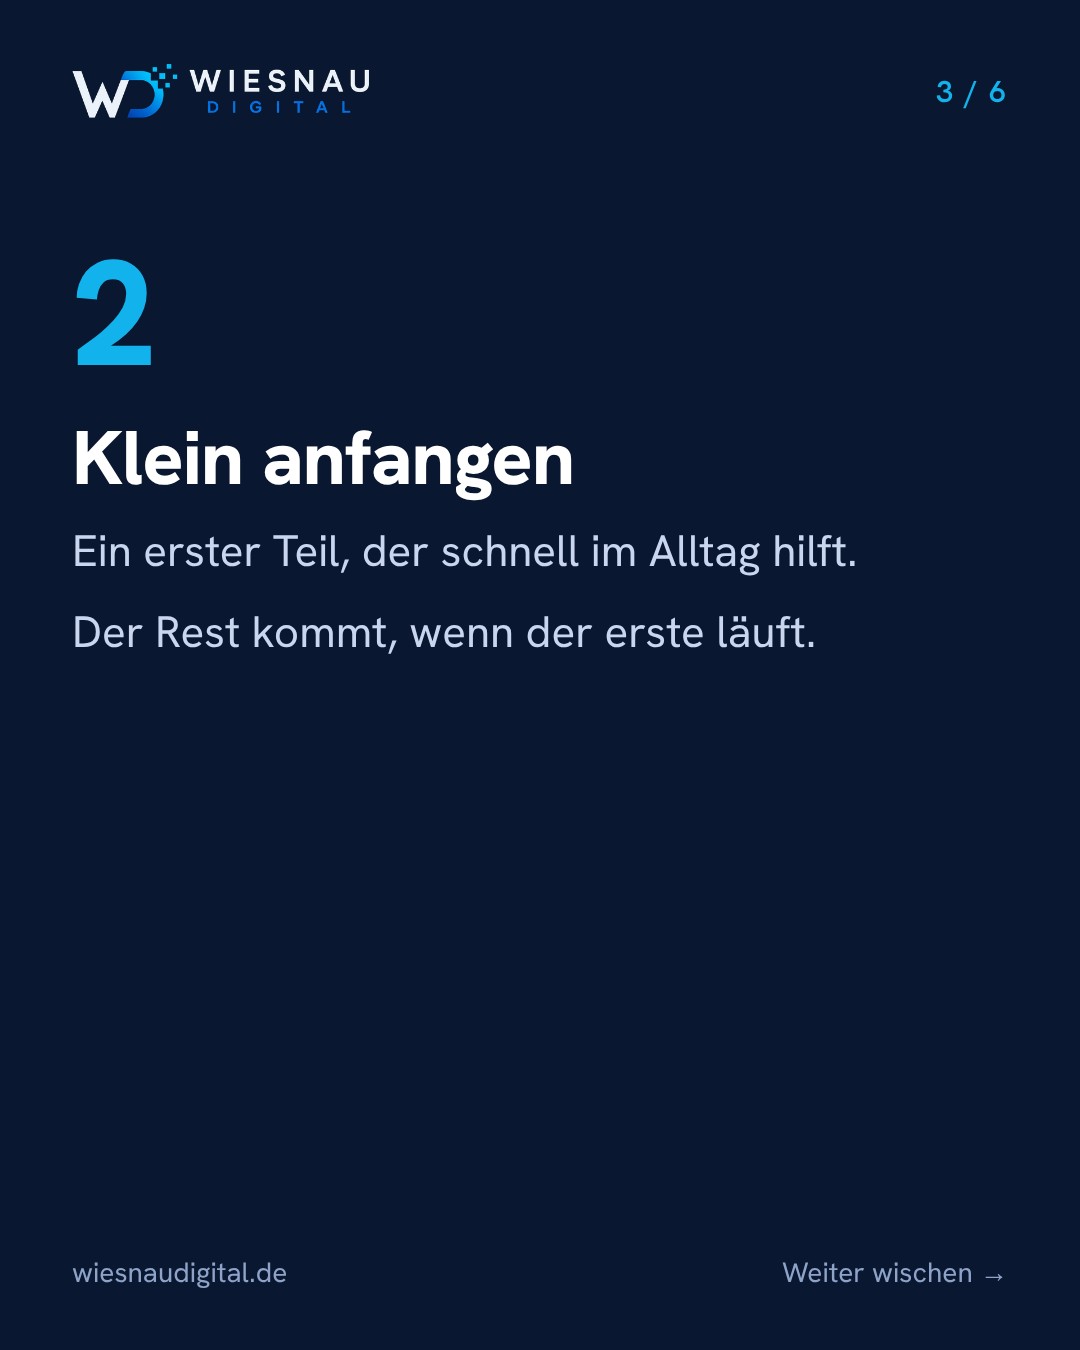 WD WIESNAU
DIGITAL
3 / 6
2
Klein anfangen
Ein erster Teil, der schnell im Alltag hilft.
Der Rest kommt, wenn der erste läuft.
wiesnaudigital.de
Weiter wischen →